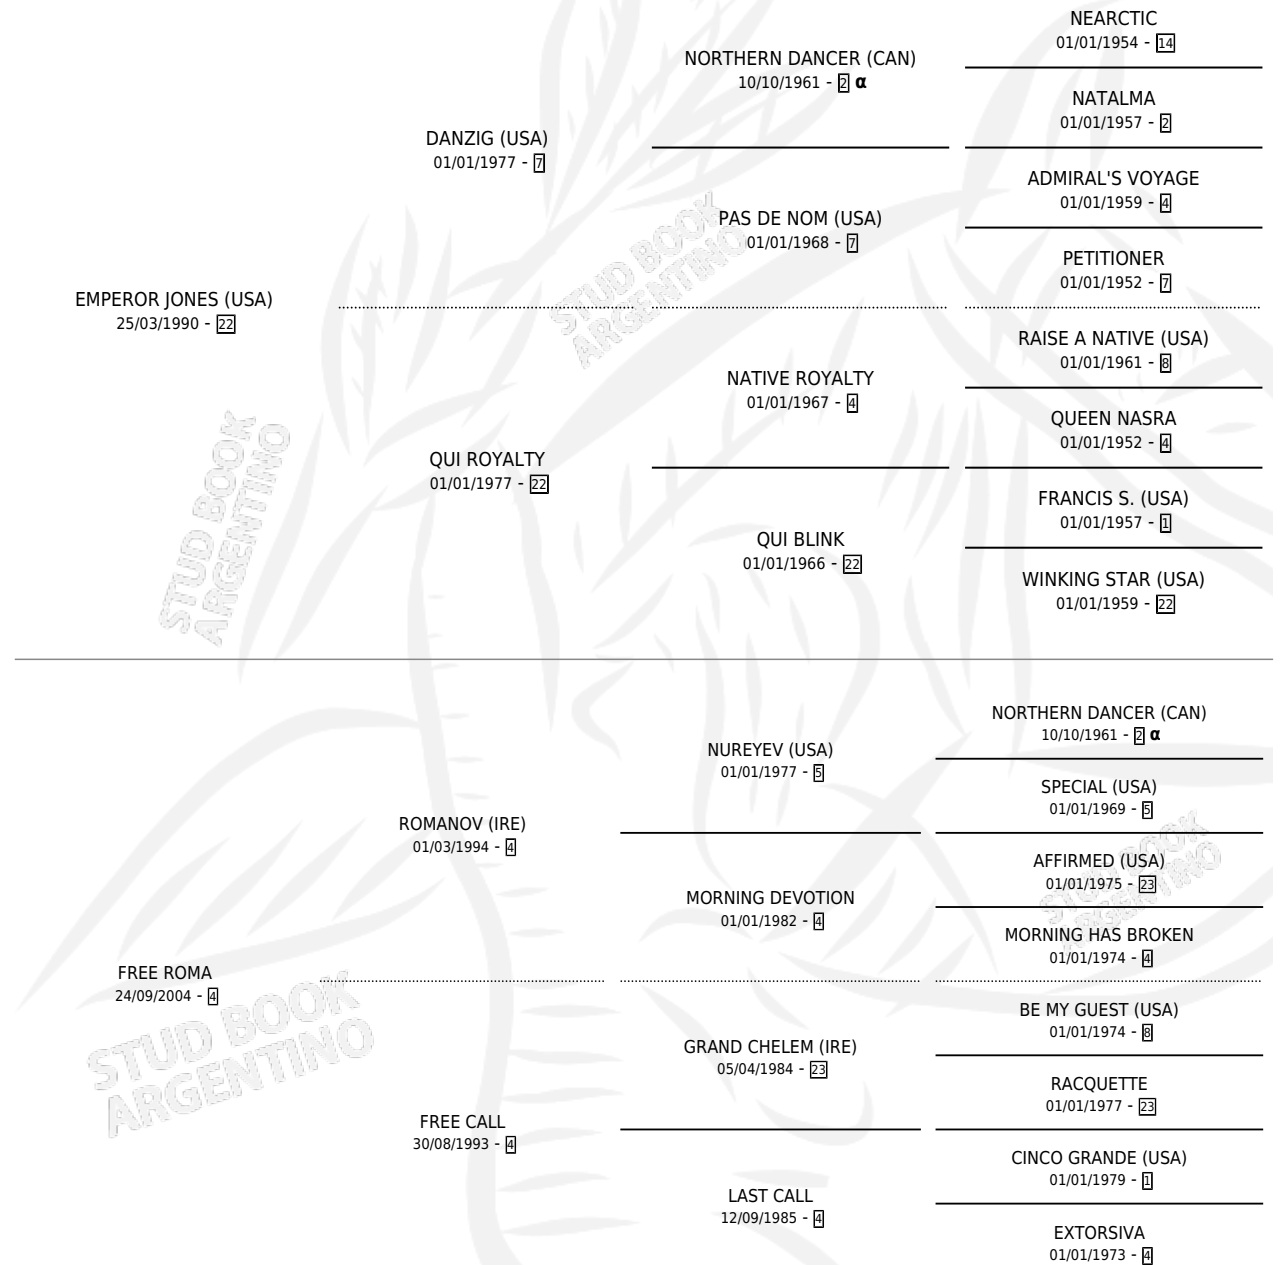 NEARCTIC
01/01/1954 - 14
NORTHERN DANCER (CAN)
10/10/1961 - 2 α
NATALMA
01/01/1957 - 2
DANZIG (USA)
01/01/1977 - 7
ADMIRAL'S VOYAGE
01/01/1959 - 4
PAS DE NOM (USA)
01/01/1968 - 7
PETITIONER
01/01/1952 - 7
EMPEROR JONES (USA)
25/03/1990 - 22
STUD BOOK
ARGENTINO
RAISE A NATIVE (USA)
01/01/1961 - 8
NATIVE ROYALTY
01/01/1967 - 4
QUEEN NASRA
01/01/1952 - 4
QUI ROYALTY
01/01/1977 - 22
FRANCIS S. (USA)
01/01/1957 - 1
QUI BLINK
01/01/1966 - 22
WINKING STAR (USA)
01/01/1959 - 22
STUD BOOK
ARGENTINO
NORTHERN DANCER (CAN)
10/10/1961 - 2 α
NUREYEV (USA)
01/01/1977 - 5
SPECIAL (USA)
01/01/1969 - 5
ROMANOV (IRE)
01/03/1994 - 4
AFFIRMED (USA)
01/01/1975 - 23
STUD BOOK
ARGENTINO
MORNING DEVOTION
01/01/1982 - 4
MORNING HAS BROKEN
01/01/1974 - 4
FREE ROMA
24/09/2004 - 4
STUD BOOK
ARGENTINO
BE MY GUEST (USA)
01/01/1974 - 8
GRAND CHELEM (IRE)
05/04/1984 - 23
RACQUETTE
01/01/1977 - 23
FREE CALL
30/08/1993 - 4
CINCO GRANDE (USA)
01/01/1979 - 1
LAST CALL
12/09/1985 - 4
EXTORSIVA
01/01/1973 - 4